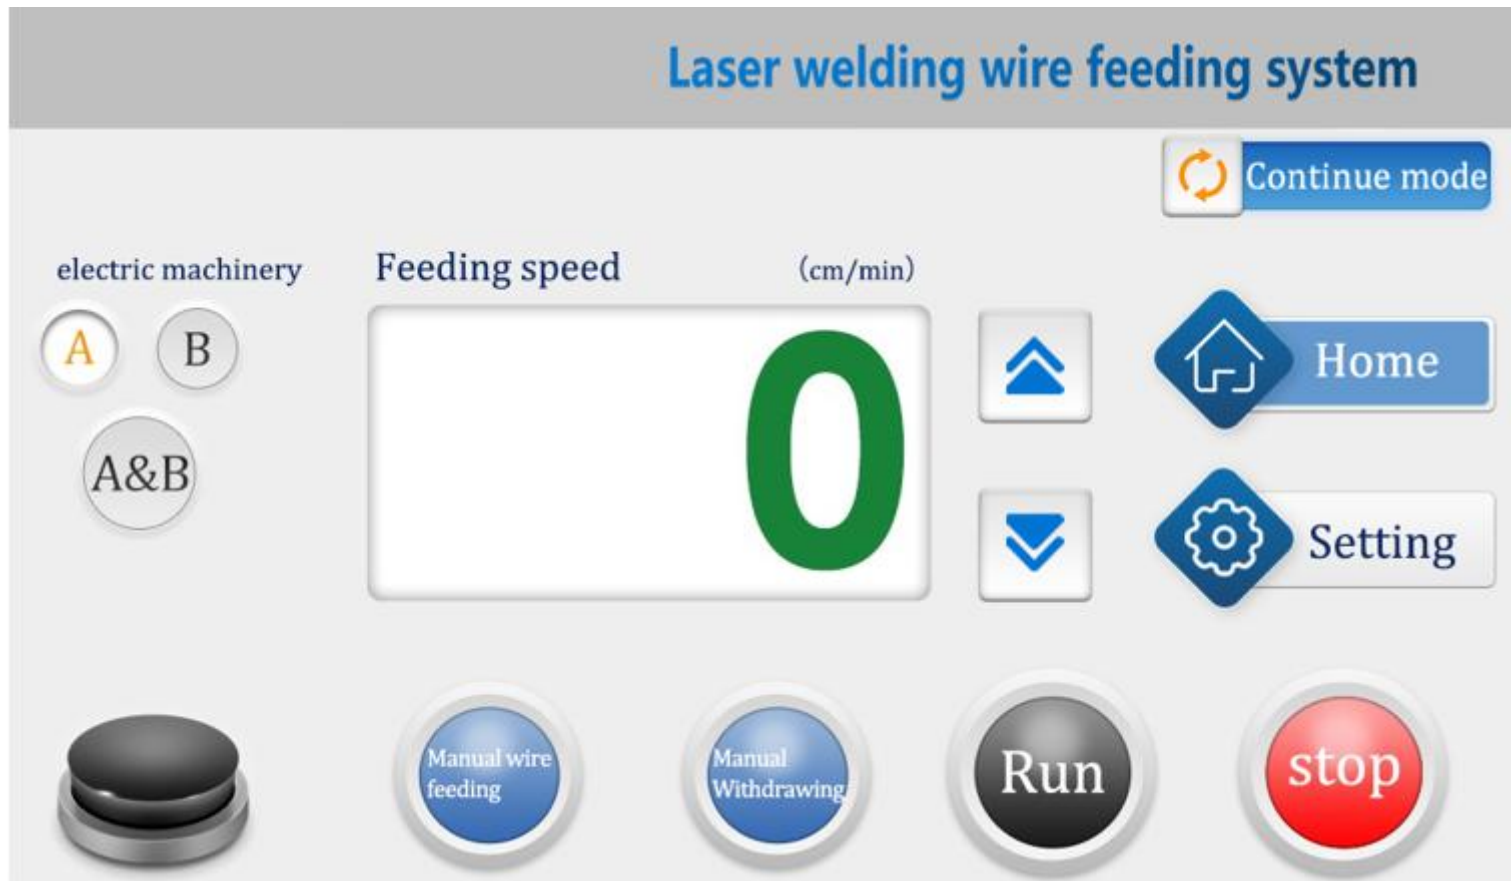 Laser welding wire feeding system
Continue mode
electric machinery
Feeding speed (cm/min)
A B
0
Home
A&B
Setting
Manual wire
feeding
Manual
Withdrawing
Run
stop